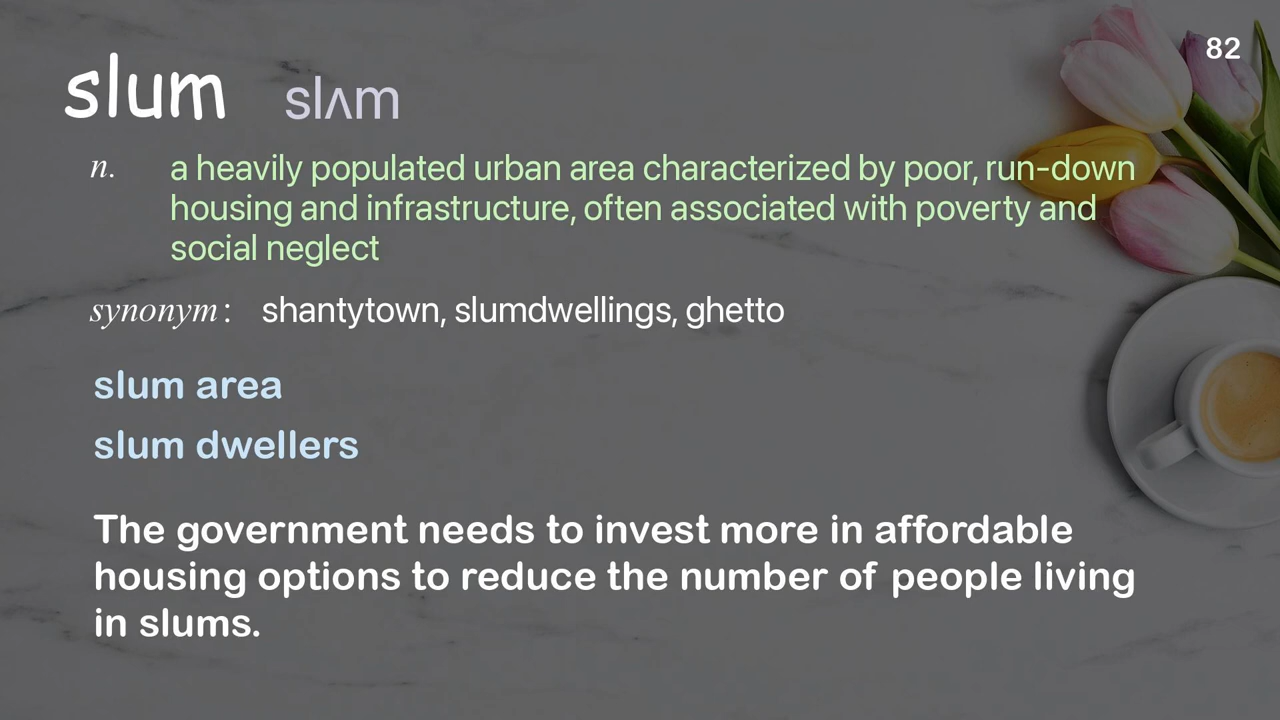 82
slum slʌm
n. a heavily populated urban area characterized by poor, run-down
housing and infrastructure, often associated with poverty and
social neglect
synonym: shantytown, slumdwellings, ghetto
slum area
slum dwellers
The government needs to invest more in affordable
housing options to reduce the number of people living
in slums.